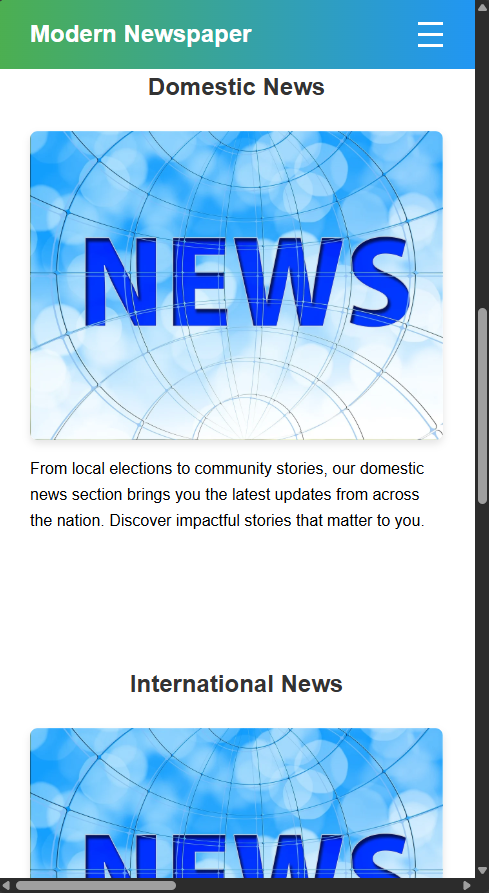 Modern Newspaper
Domestic News
NEWS
From local elections to community stories, our domestic
news section brings you the latest updates from across
the nation. Discover impactful stories that matter to you.
International News
NEWS